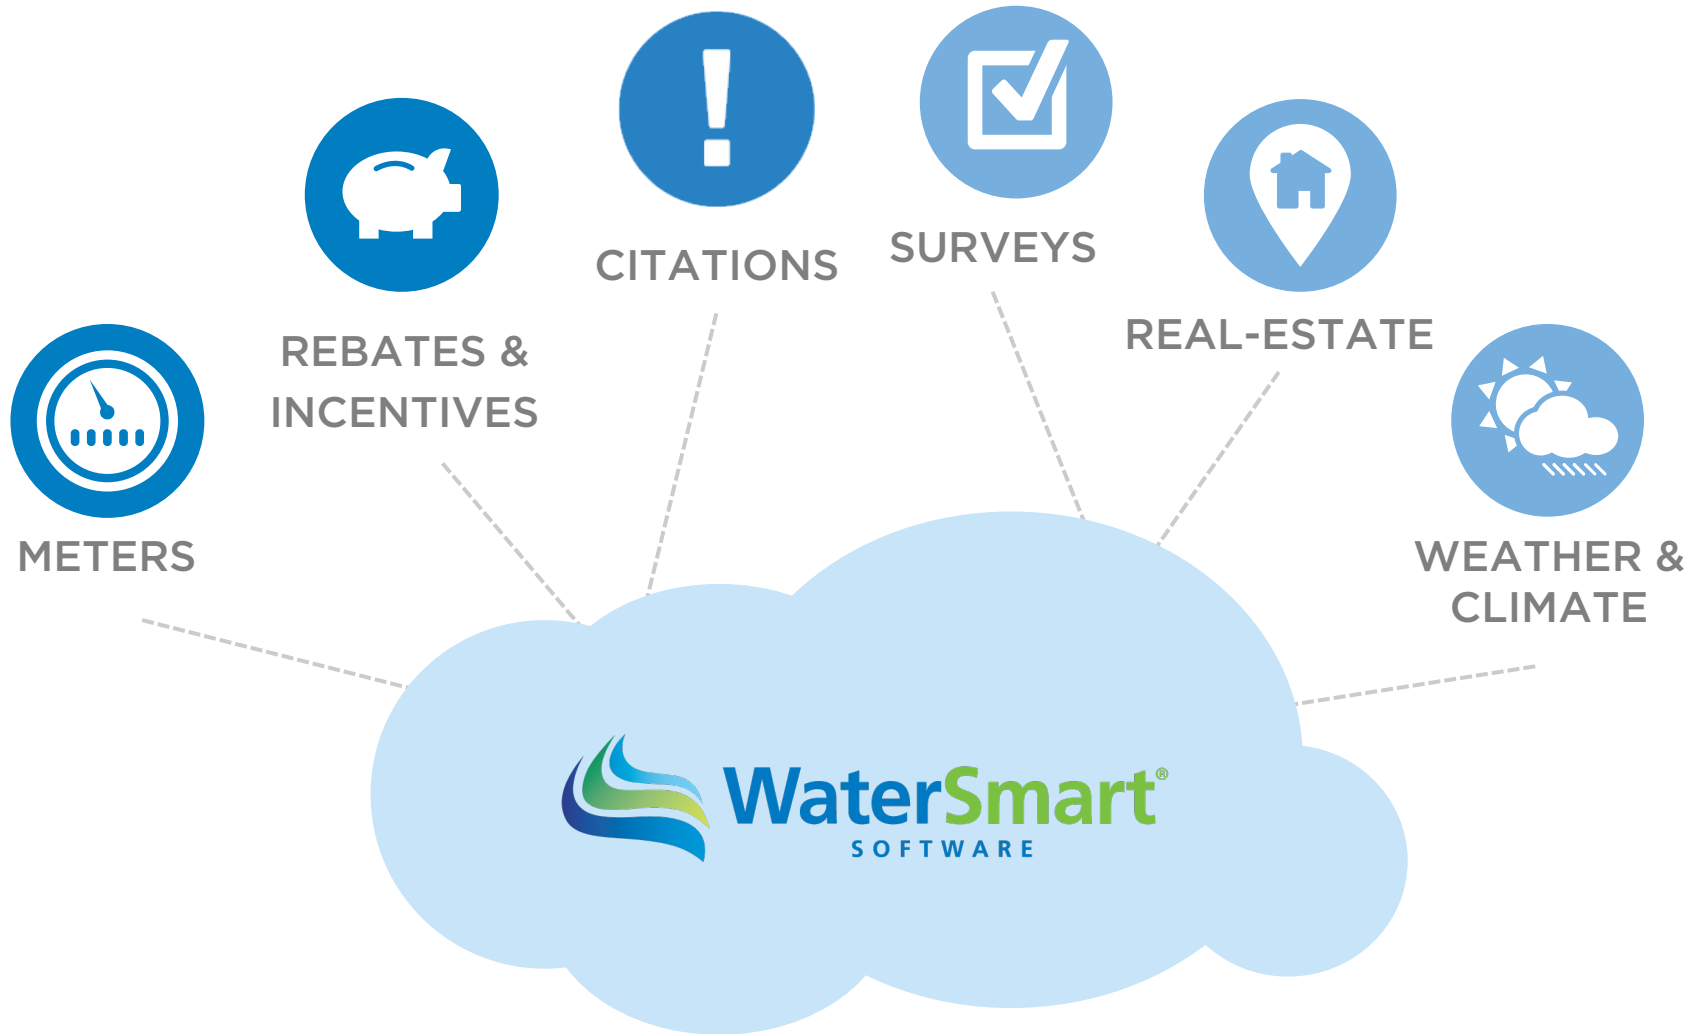 METERS
REBATES &
INCENTIVES
CITATIONS
SURVEYS
REAL-ESTATE
WEATHER &
CLIMATE
WaterSmart®
SOFTWARE